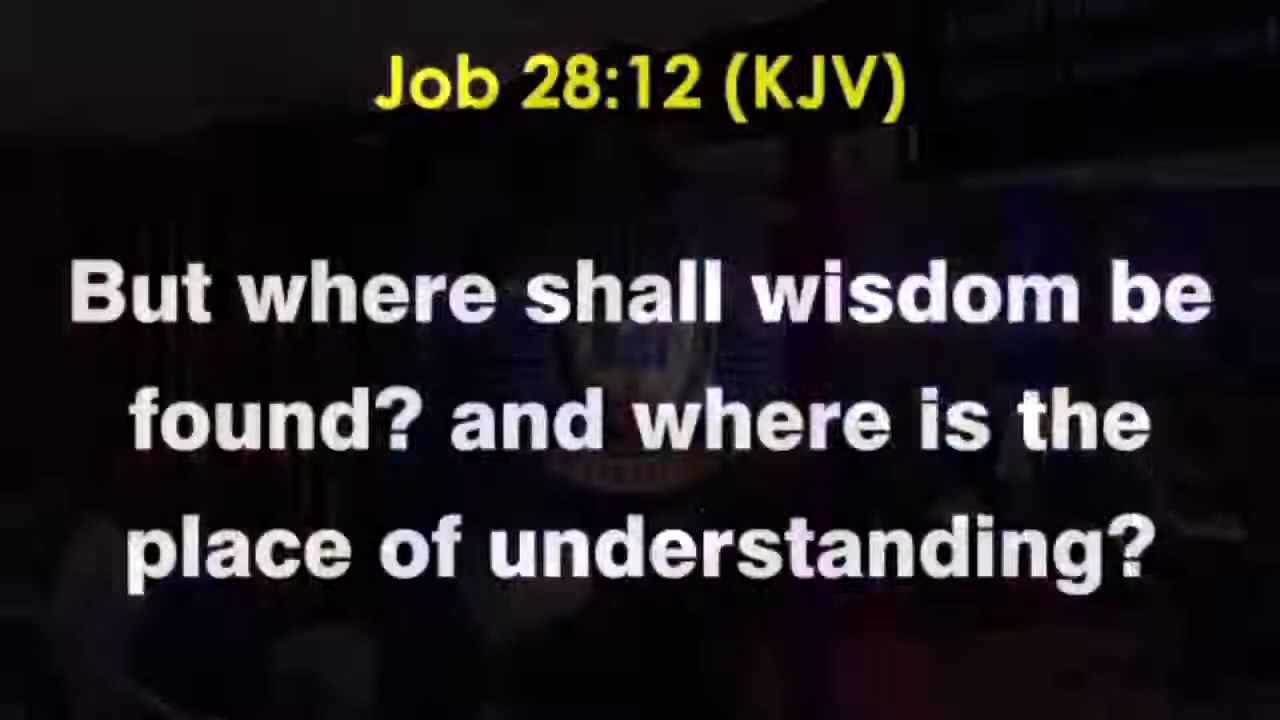 Job 28:12 (KJV)
But where shall wisdom be
found? and where is the
place of understanding?